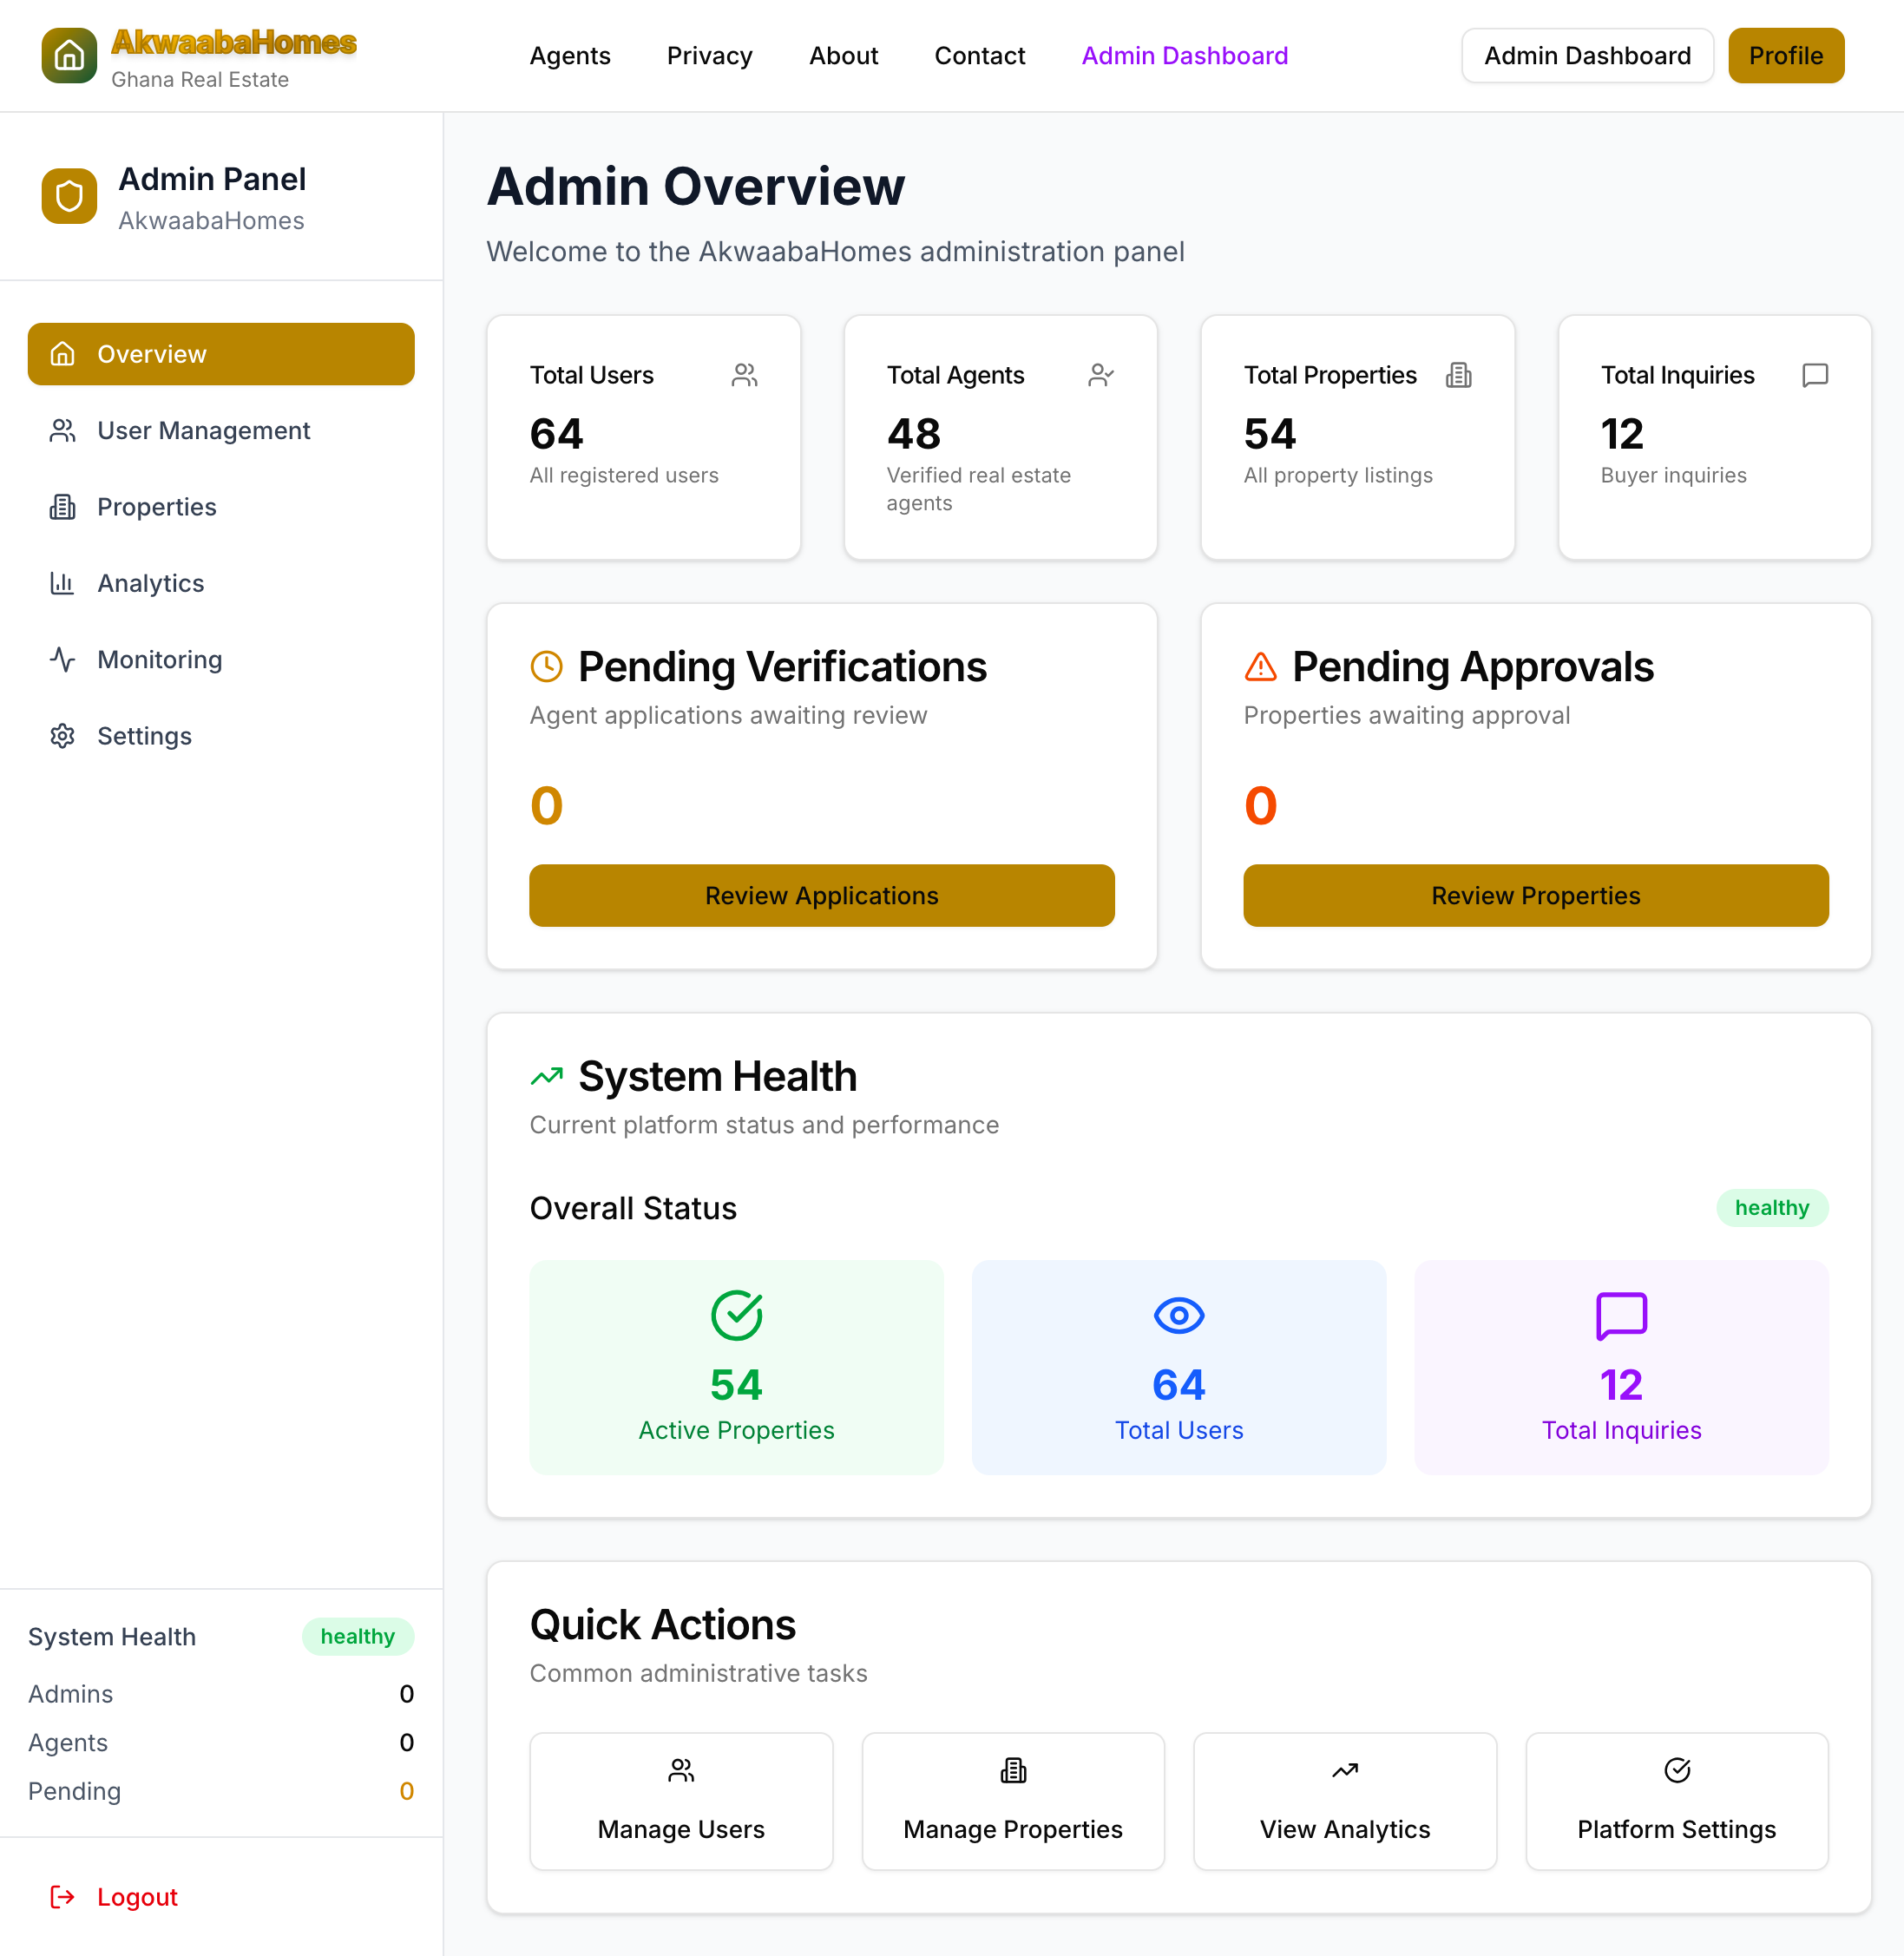 AkwaabaHomes
Ghana Real Estate
Agents
Privacy
About
Contact
Admin Dashboard
Admin Dashboard
Profile
Admin Panel
AkwaabaHomes
Overview
User Management
Properties
Analytics
Monitoring
Settings
System Health
healthy
Admins
0
Agents
0
Pending
0
Logout
Admin Overview
Welcome to the AkwaabaHomes administration panel
Total Users
64
All registered users
Total Agents
48
Verified real estate
agents
Total Properties
54
All property listings
Total Inquiries
12
Buyer inquiries
Pending Verifications
Agent applications awaiting review
0
Review Applications
Pending Approvals
Properties awaiting approval
0
Review Properties
System Health
Current platform status and performance
Overall Status
healthy
54
Active Properties
64
Total Users
12
Total Inquiries
Quick Actions
Common administrative tasks
Manage Users
Manage Properties
View Analytics
Platform Settings